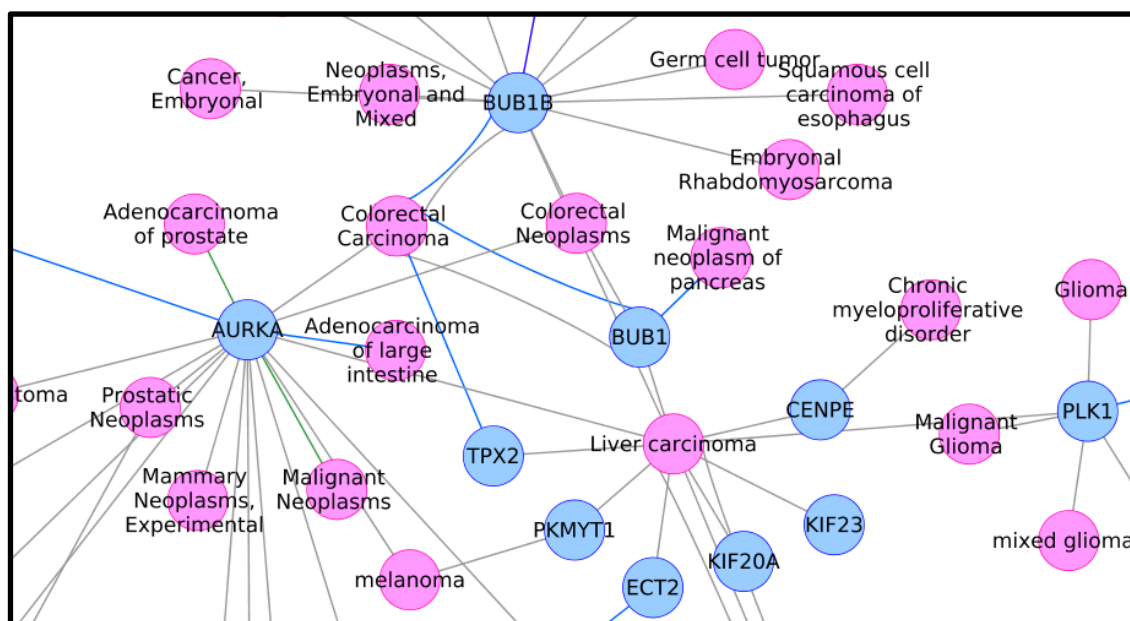 Germ cell tumor
Cancer,
Embryonal
Neoplasms,
Embryonal and
Mixed
BUB1B
Squamous cell
carcinoma of
esophagus
Embryonal
Rhabdomyosarcoma
Adenocarcinoma
of prostate
Colorectal
Carcinoma
Colorectal
Neoplasms
Malignant
neoplasm of
pancreas
Chronic
myeloproliferative
disorder
Glioma
AURKA
Adenocarcinoma
of large
intestine
BUB1
toma
Prostatic
Neoplasms
CENPE
PLK1
Malignant
Glioma
TPX2
Liver carcinoma
Mammary
Neoplasms,
Experimental
Malignant
Neoplasms
PKMYT1
KIF23
mixed glioma
melanoma
KIF20A
ECT2